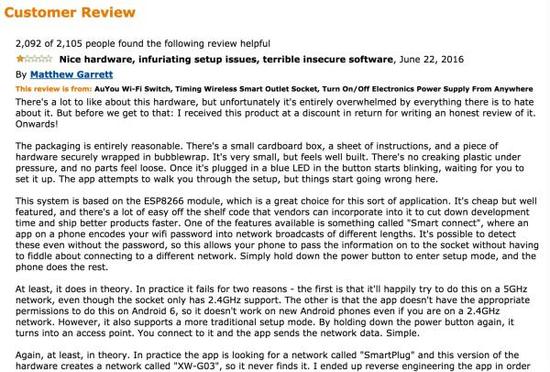 Customer Review
2,092 of 2,105 people found the following review helpful
Nice hardware, infuriating setup issues, terrible insecure software, June 22, 2016
By Matthew Garrett
This review is from: AuYou Wi-Fi Switch, Timing Wireless Smart Outlet Socket, Turn On/Off Electronics Power Supply From Anywhere
There's a lot to like about this hardware, but unfortunately it's entirely overwhelmed by everything there is to hate
about it. But before we get to that: I received this product at a discount in return for writing an honest review of it.
Onwards!
The packaging is entirely reasonable. There's a small cardboard box, a sheet of instructions, and a piece of
hardware securely wrapped in bubblewrap. It's very small, but feels well built. There's no creaking plastic under
pressure, and no parts feel loose. Once it's plugged in a blue LED in the button starts blinking, waiting for you to
set it up. The app attempts to walk you through the setup, but things start going wrong here.
This system is based on the ESP8266 module, which is a great choice for this sort of application. It's cheap but well
featured, and there's a lot of easy off the shelf code that vendors can incorporate into it to cut down development
time and ship better products faster. One of the features available is something called "Smart connect", where an
app on a phone encodes your wifi password into network broadcasts of different lengths. It's possible to detect
these even without the password, so this allows your phone to pass the information on to the socket without having
to fiddle about connecting to a different network. Simply hold down the power button to enter setup mode, and the
phone does the rest.
At least, it does in theory. In practice it fails for two reasons - the first is that it'll happily try to do this on a 5GHz
network, even though the socket only has 2.4GHz support. The other is that the app doesn't have the appropriate
permissions to do this on Android 6, so it doesn't work on new Android phones even if you are on a 2.4GHz
network. However, it also supports a more traditional setup mode. By holding down the power button again, it
turns into an access point. You connect to it and the app sends the network data. Simple.
Again, at least, in theory. In practice the app is looking for a network called "SmartPlug" and this version of the
hardware creates a network called "XW-G03", so it never finds it. I ended up reverse engineering the app in order